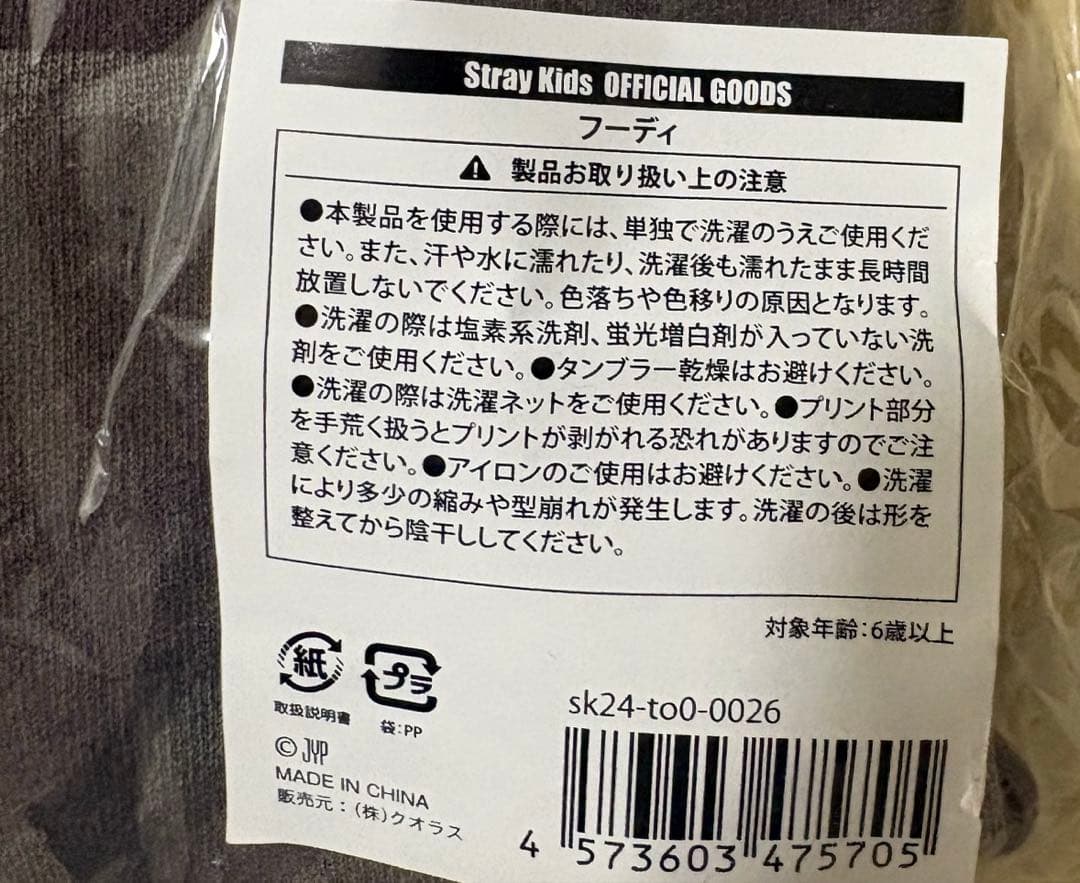 Stray Kids OFFICIAL GOODS
フーディ
製品お取り扱い上の注意
●本製品を使用する際には、単独で洗濯のうえご使用くだ
さい。また、汗や水に濡れたり、洗濯後も濡れたまま長時間
放置しないでください。色落ちや色移りの原因となります。
●洗濯の際は塩素系洗剤、蛍光増白剤が入っていない洗
剤をご使用ください。●タンブラー乾燥はお避けください。
●洗濯の際は洗濯ネットをご使用ください。●プリント部分
を手荒く扱うとプリントが剥がれる恐れがありますのでご注
意ください。●アイロンのご使用はお避けください。●洗濯
により多少の縮みや型崩れが発生します。洗濯の後は形を
整えてから陰干ししてください。
対象年齢:6歳以上
紙
プラ
取扱説明書
袋:PP
© JYP
MADE IN CHINA
販売元:(株)クオラス
sk24-to0-0026
4 573603 475705